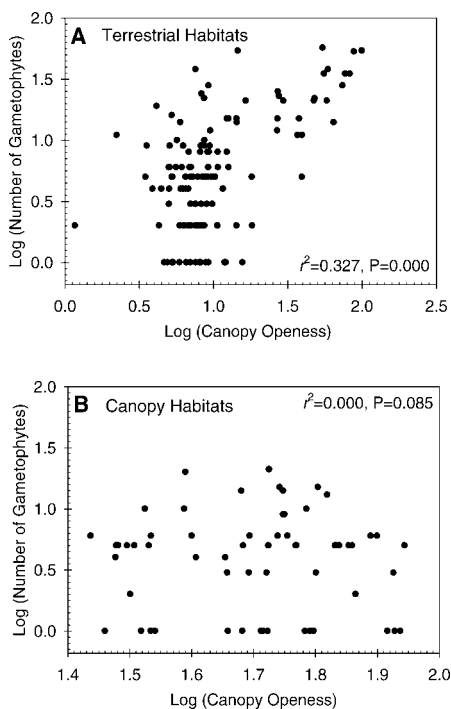 A Terrestrial Habitats
Log (Number of Gametophytes)
2.0
1.5
1.0
0.5
0.0
r²=0.327, P=0.000
0.0 0.5 1.0 1.5 2.0 2.5
Log (Canopy Openess)
B Canopy Habitats
r²=0.000, P=0.085
Log (Number of Gametophytes)
2.0
1.5
1.0
0.5
0.0
1.4 1.5 1.6 1.7 1.8 1.9 2.0
Log (Canopy Openess)